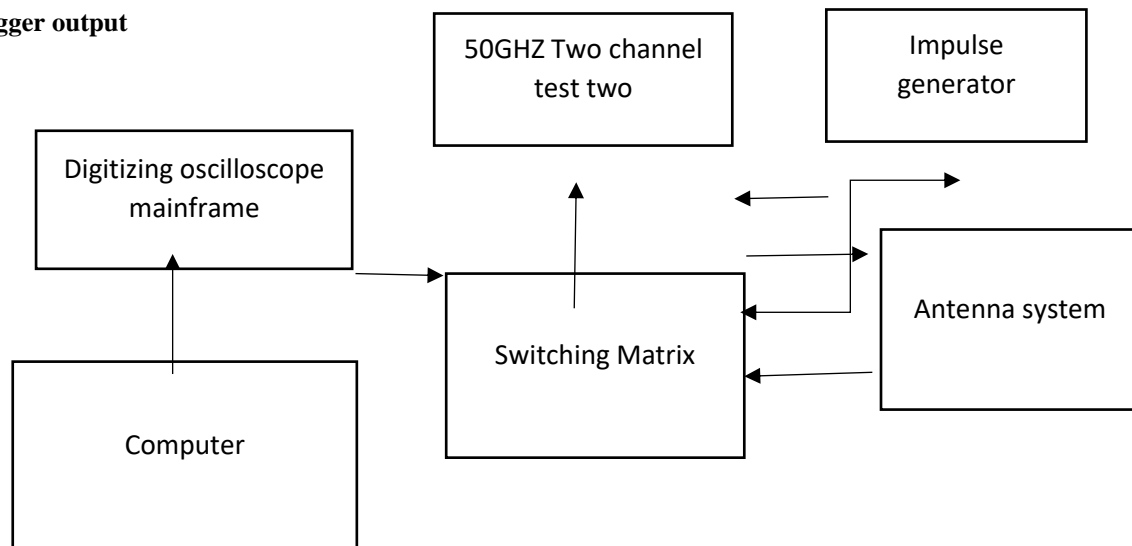 gger output
50GHZ Two channel
test two
Impulse
generator
Digitizing oscilloscope
mainframe
Antenna system
Switching Matrix
Computer